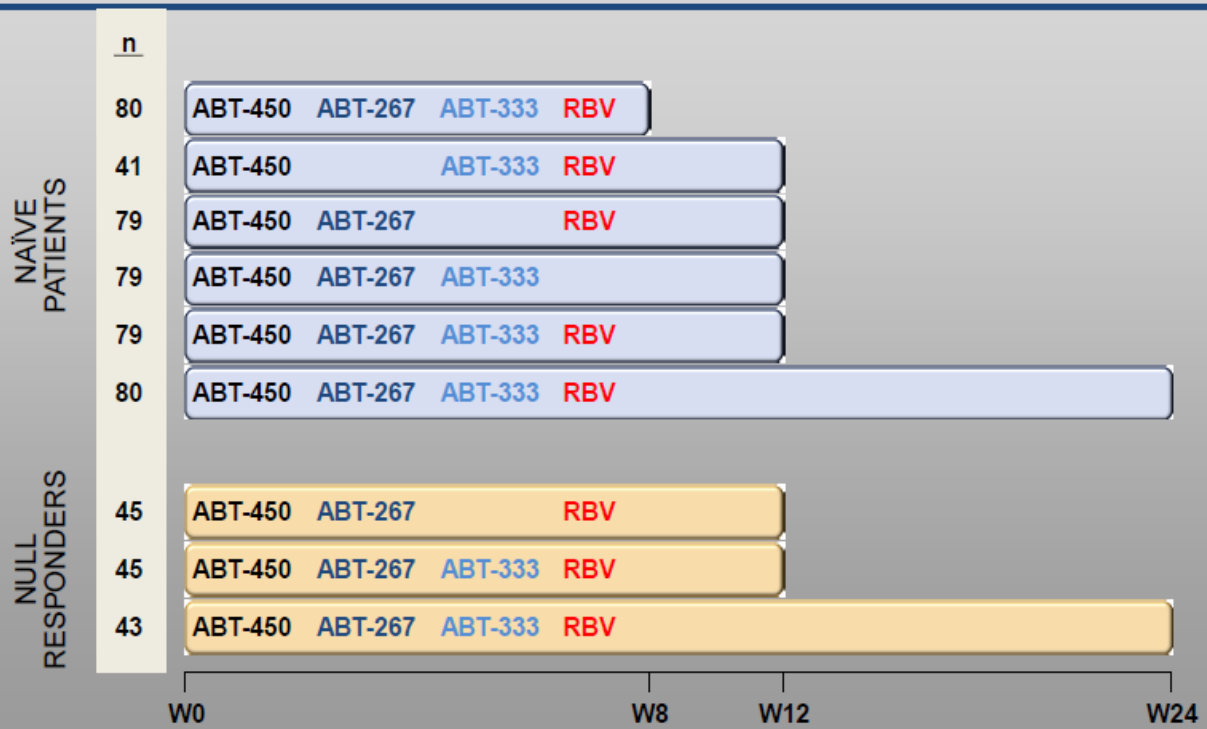 n
NAÏVE
PATIENTS
80 ABT-450 ABT-267 ABT-333 RBV
41 ABT-450 ABT-333 RBV
79 ABT-450 ABT-267 RBV
79 ABT-450 ABT-267 ABT-333
79 ABT-450 ABT-267 ABT-333 RBV
80 ABT-450 ABT-267 ABT-333 RBV
NULL
RESPONDERS
45 ABT-450 ABT-267 RBV
45 ABT-450 ABT-267 ABT-333 RBV
43 ABT-450 ABT-267 ABT-333 RBV
W0 W8 W12 W24